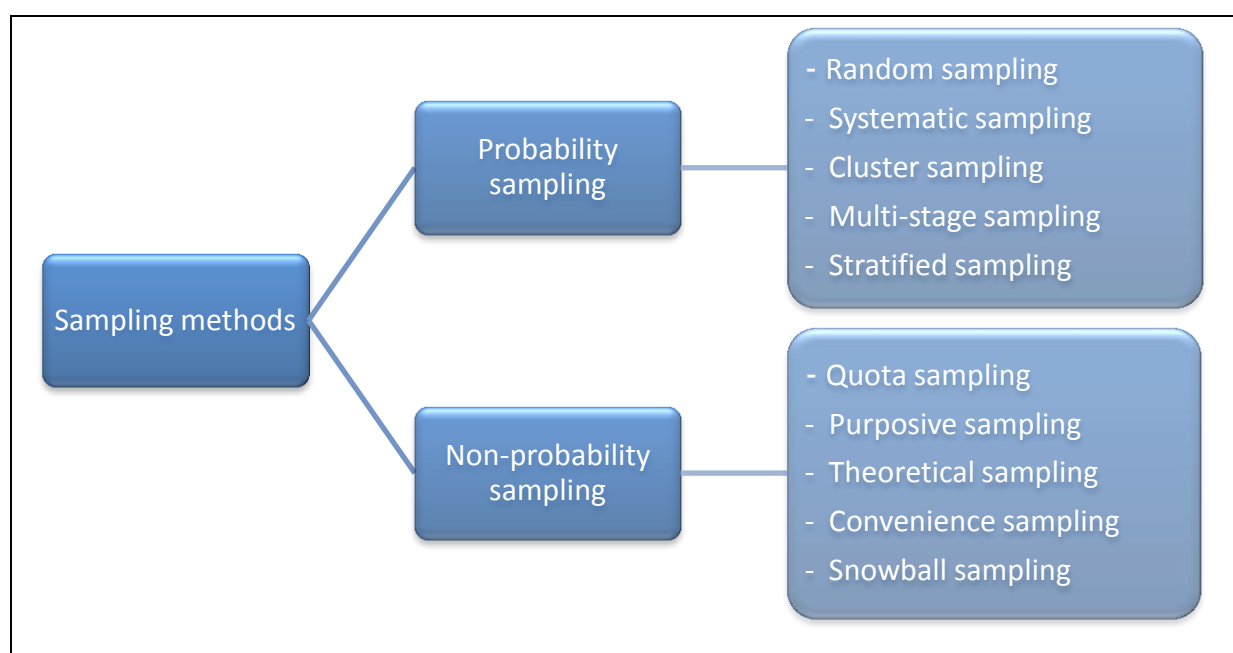 Sampling methods
Probability
sampling
- Random sampling
- Systematic sampling
- Cluster sampling
- Multi-stage sampling
- Stratified sampling
Non-probability
sampling
- Quota sampling
- Purposive sampling
- Theoretical sampling
- Convenience sampling
- Snowball sampling